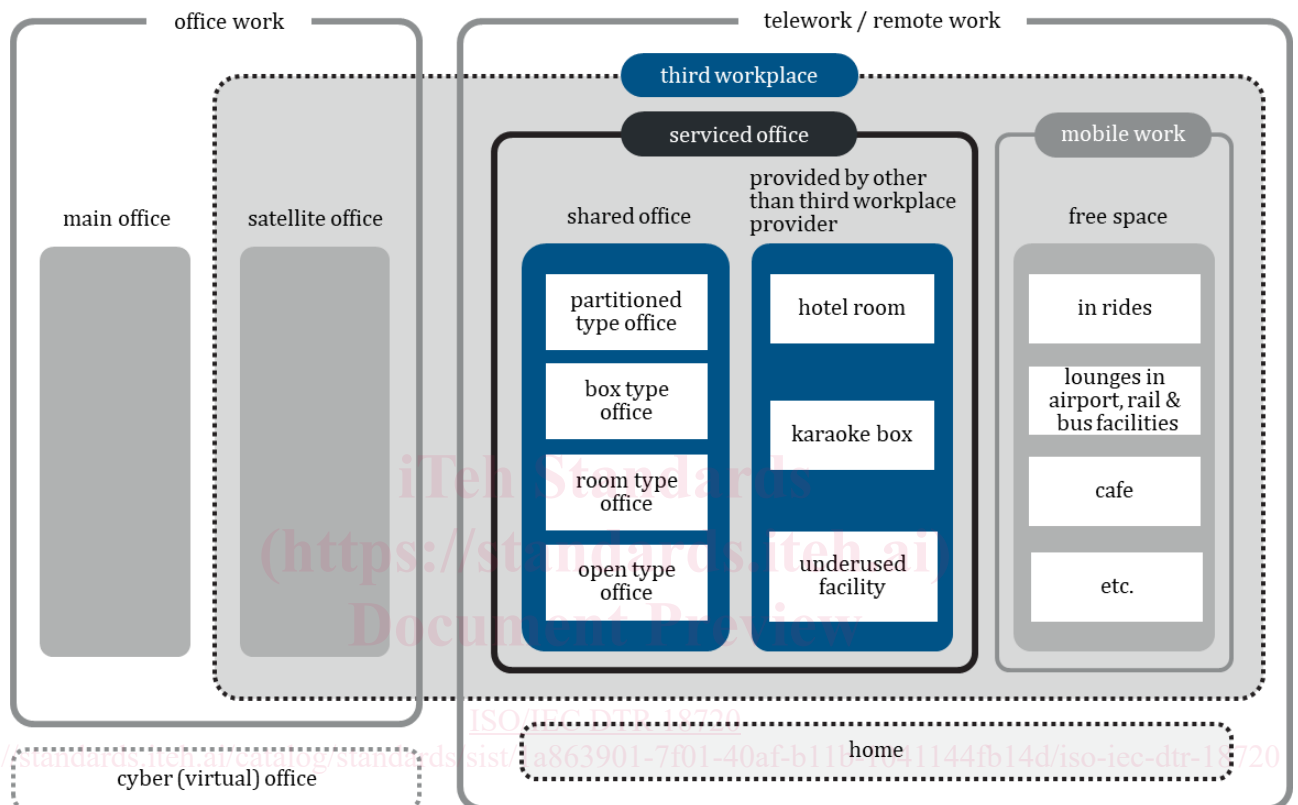 office work
telework / remote work
third workplace
serviced office
mobile work
main office
satellite office
shared office
provided by other
than third workplace
provider
free space
partitioned
type office
box type
office
room type
office
open type
office
hotel room
karaoke box
underused
facility
in rides
lounges in
airport, rail &
bus facilities
cafe
etc.
iTeh Standards
(https://standards.iteh.ai)
Document Preview
ISO/IEC DTR 18720
home
cyber (virtual) office